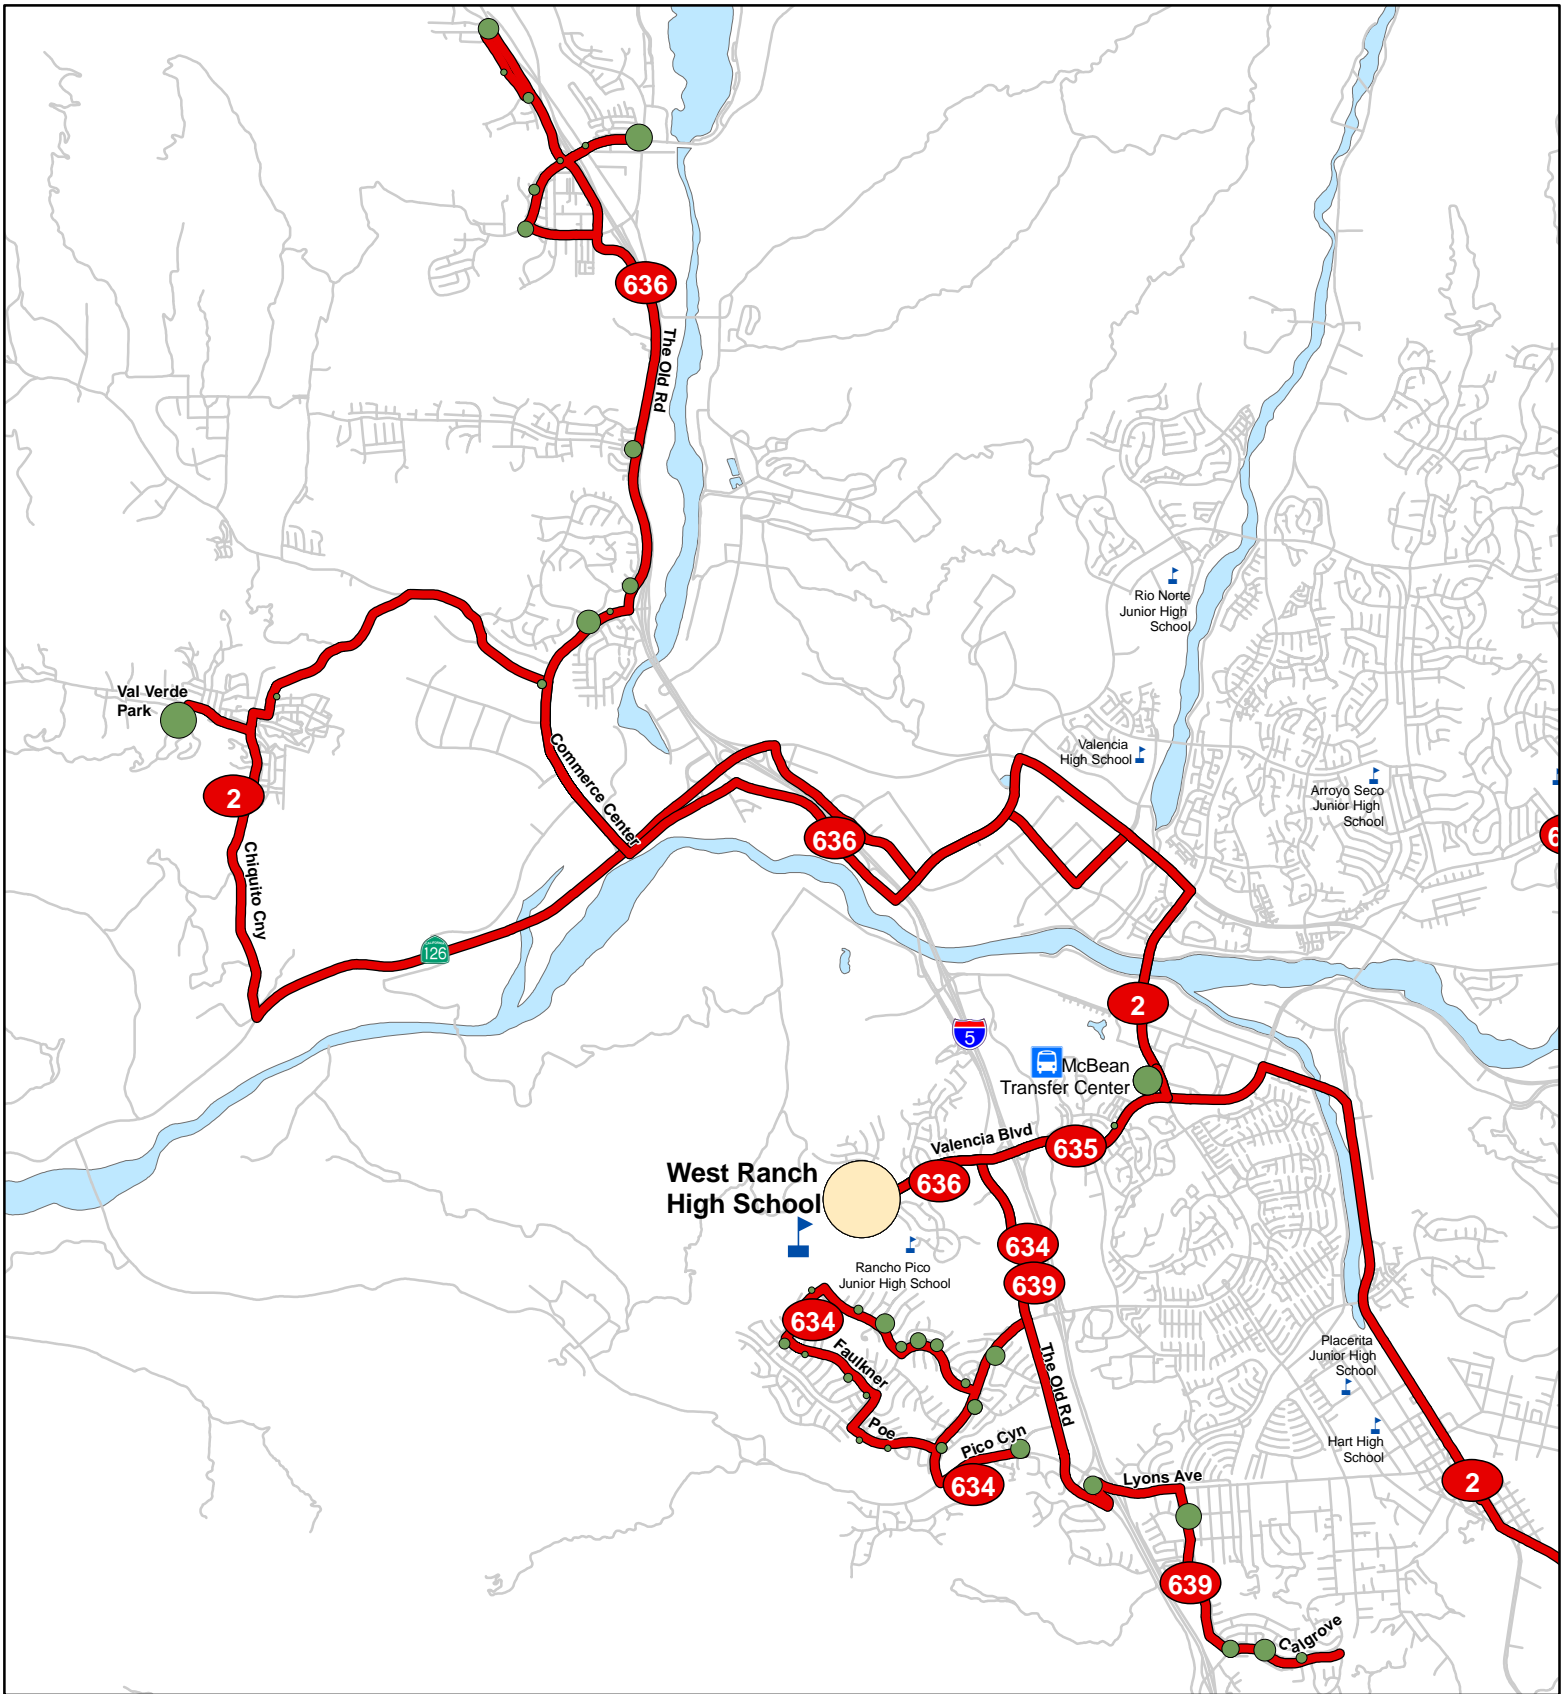 636
The Old Rd
Rio Norte
Junior High
School
Val Verde
Park
2
Commerce Center
636
Valencia
High School
Arroyo Seco
Junior High
School
6
Chiquito Cny
CALIFORNIA
126
2
5
McBean
Transfer Center
Valencia Blvd
635
West Ranch
High School
636
634
639
Rancho Pico
Junior High School
634
Faulkner
Poe
The Old Rd
Placerita
Junior High
School
Hart High
School
Pico Cyn
634
Lyons Ave
2
639
Calgrove